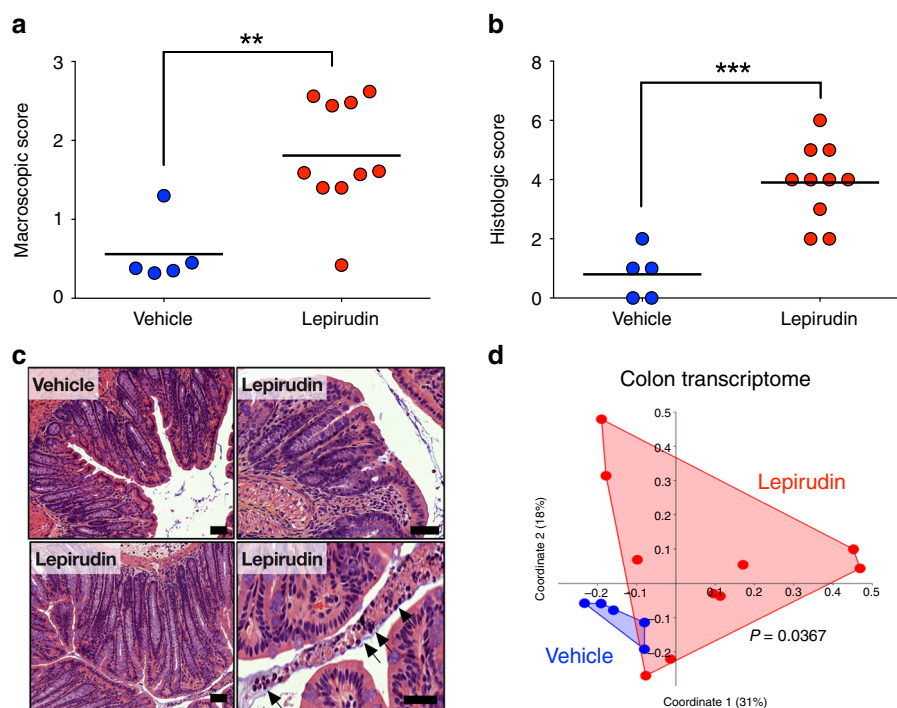 a
**
3
2
1
0
Macroscopic score
Vehicle
Lepirudin
b
***
8
6
4
2
0
Histologic score
Vehicle
Lepirudin
c
Vehicle
Lepirudin
Lepirudin
Lepirudin
d
Colon transcriptome
0.5
0.4
0.3
0.2
0.1
Lepirudin
Coordinate 2 (18%)
−0.2 −0.1 0.1 0.2 0.3 0.4 0.5
−0.1
−0.2
P = 0.0367
Vehicle
Coordinate 1 (31%)